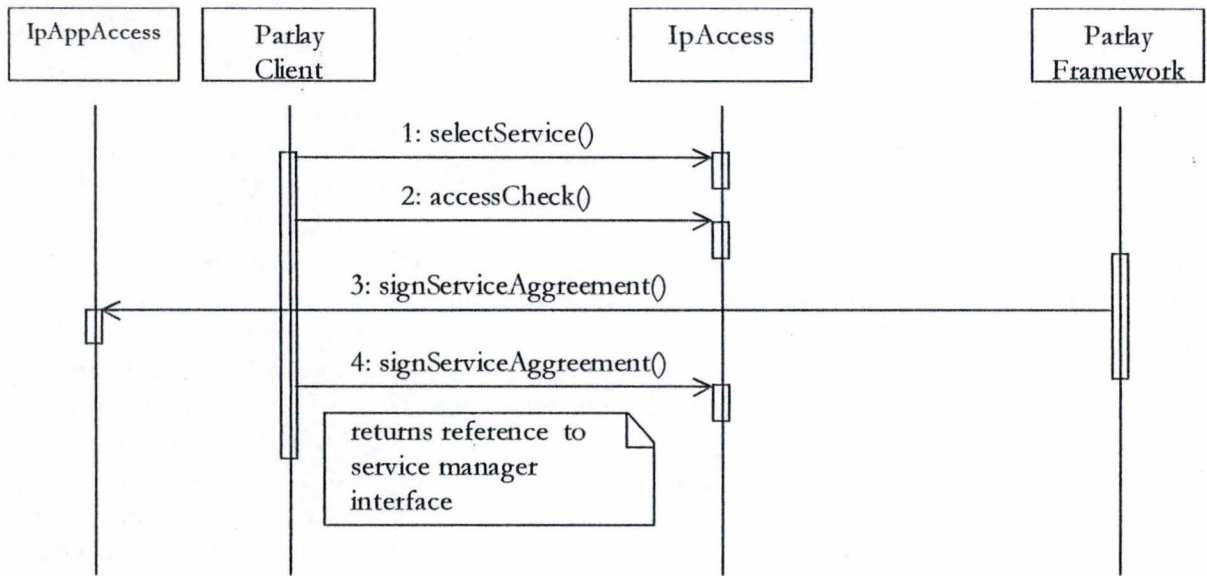 IpAppAccess
Parlay
Client
IpAccess
Parlay
Framework
1: selectService()
2: accessCheck()
3: signServiceAggreement()
4: signServiceAggreement()
returns reference to
service manager
interface